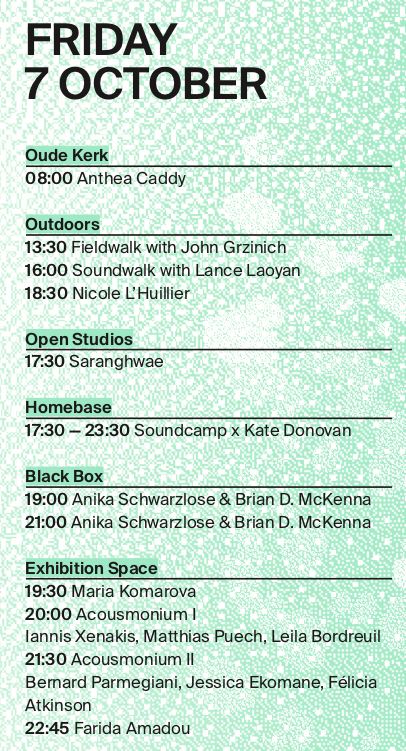 FRIDAY
7 OCTOBER
Oude Kerk
08:00 Anthea Caddy
Outdoors
13:30 Fieldwalk with John Grzinich
16:00 Soundwalk with Lance Laoyan
18:30 Nicole L’Huillier
Open Studios
17:30 Saranghwae
Homebase
17:30 – 23:30 Soundcamp x Kate Donovan
Black Box
19:00 Anika Schwarzlose & Brian D. McKenna
21:00 Anika Schwarzlose & Brian D. McKenna
Exhibition Space
19:30 Maria Komarova
20:00 Acousmonium I
Iannis Xenakis, Matthias Puech, Leila Bordreuil
21:30 Acousmonium II
Bernard Parmegiani, Jessica Ekomane, Félicia
Atkinson
22:45 Farida Amadou